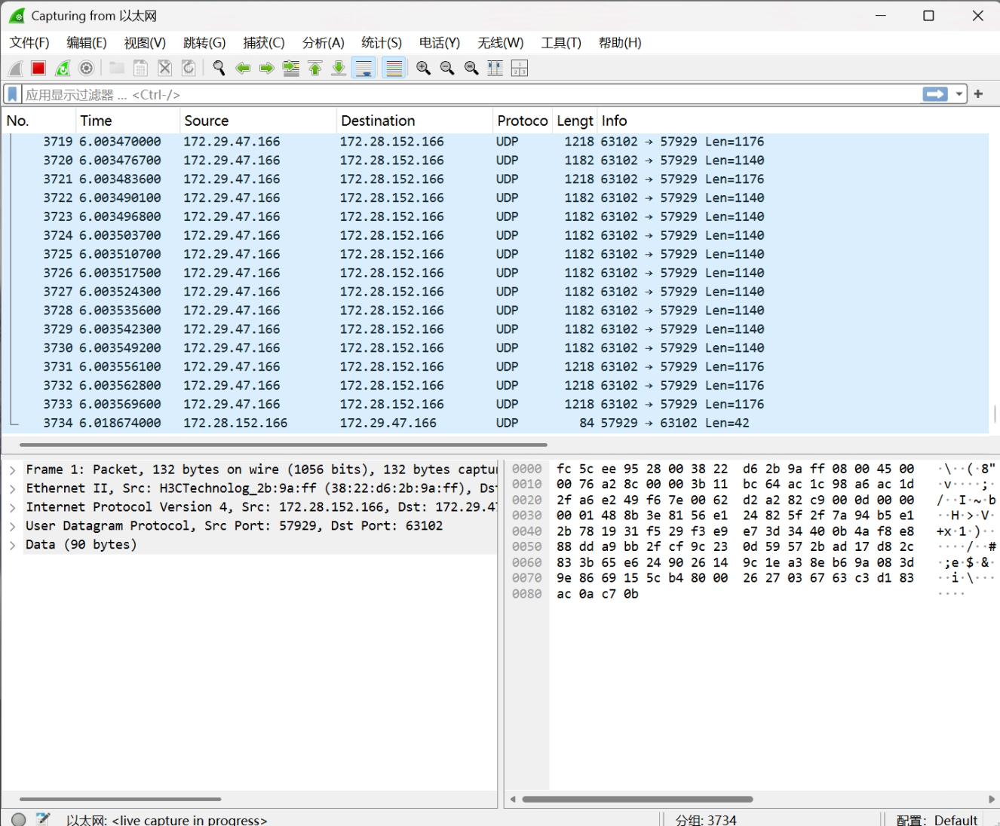 Capturing from 以太网
文件(F) 编辑(E) 视图(V) 跳转(G) 捕获(C) 分析(A) 统计(S) 电话(Y) 无线(W) 工具(T) 帮助(H)
应用显示过滤器 … <Ctrl-/>
No. Time Source Destination Protoco Lengt Info
3719 6.003470000 172.29.47.166 172.28.152.166 UDP 1218 63102 → 57929 Len=1176
3720 6.003476700 172.29.47.166 172.28.152.166 UDP 1182 63102 → 57929 Len=1140
3721 6.003483600 172.29.47.166 172.28.152.166 UDP 1218 63102 → 57929 Len=1176
3722 6.003490100 172.29.47.166 172.28.152.166 UDP 1182 63102 → 57929 Len=1140
3723 6.003496800 172.29.47.166 172.28.152.166 UDP 1182 63102 → 57929 Len=1140
3724 6.003503700 172.29.47.166 172.28.152.166 UDP 1182 63102 → 57929 Len=1140
3725 6.003510700 172.29.47.166 172.28.152.166 UDP 1182 63102 → 57929 Len=1140
3726 6.003517500 172.29.47.166 172.28.152.166 UDP 1182 63102 → 57929 Len=1140
3727 6.003524300 172.29.47.166 172.28.152.166 UDP 1182 63102 → 57929 Len=1140
3728 6.003535600 172.29.47.166 172.28.152.166 UDP 1182 63102 → 57929 Len=1140
3729 6.003542300 172.29.47.166 172.28.152.166 UDP 1182 63102 → 57929 Len=1140
3730 6.003549200 172.29.47.166 172.28.152.166 UDP 1182 63102 → 57929 Len=1140
3731 6.003556100 172.29.47.166 172.28.152.166 UDP 1218 63102 → 57929 Len=1176
3732 6.003562800 172.29.47.166 172.28.152.166 UDP 1218 63102 → 57929 Len=1176
3733 6.003569600 172.29.47.166 172.28.152.166 UDP 1218 63102 → 57929 Len=1176
3734 6.018674000 172.28.152.166 172.29.47.166 UDP 84 57929 → 63102 Len=42
Frame 1: Packet, 132 bytes on wire (1056 bits), 132 bytes captu
Ethernet II, Src: H3CTechnolog_2b:9a:ff (38:22:d6:2b:9a:ff), Ds
Internet Protocol Version 4, Src: 172.28.152.166, Dst: 172.29.4
User Datagram Protocol, Src Port: 57929, Dst Port: 63102
Data (90 bytes)
0000 fc 5c ee 95 28 00 38 22 d6 2b 9a ff 08 00 45 00 ·\··(·8"
0010 00 76 a2 8c 00 00 3b 11 bc 64 ac 1c 98 a6 ac 1d ·v····;·
0020 2f a6 e2 49 f6 7e 00 62 d2 a2 82 c9 00 0d 00 00 /··I·~·b
0030 00 01 48 8b 3e 81 56 e1 24 82 5f 2f 7a 94 b5 e1 ··H·>·V·
0040 2b 78 19 31 f5 29 f3 e9 e7 3d 34 40 0b 4a f8 e8 +x·1·)··
0050 88 dd a9 bb 2f cf 9c 23 0d 59 57 2b ad 17 d8 2c ····/··#
0060 83 3b 65 e6 24 90 26 14 9c 1e a3 8e b6 9a 08 3d ·;e·$·&·
0070 9e 86 69 15 5c b4 80 00 26 27 03 67 63 c3 d1 83 ··i·\···
0080 ac 0a c7 0b ····
以太网: <live capture in progress> 分组: 3734 配置: Default